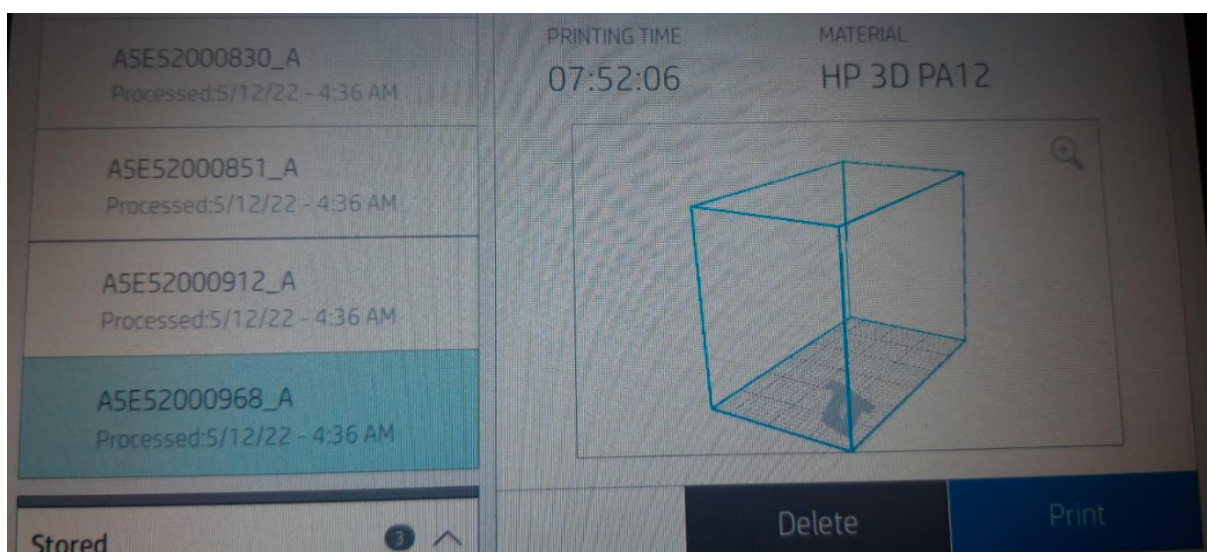 A5E52000830_A
Processed:5/12/22 - 4:36 AM
A5E52000851_A
Processed:5/12/22 - 4:36 AM
A5E52000912_A
Processed:5/12/22 - 4:36 AM
A5E52000968_A
Processed:5/12/22 - 4:36 AM
Stored 3
PRINTING TIME
07:52:06
MATERIAL
HP 3D PA12
Delete
Print